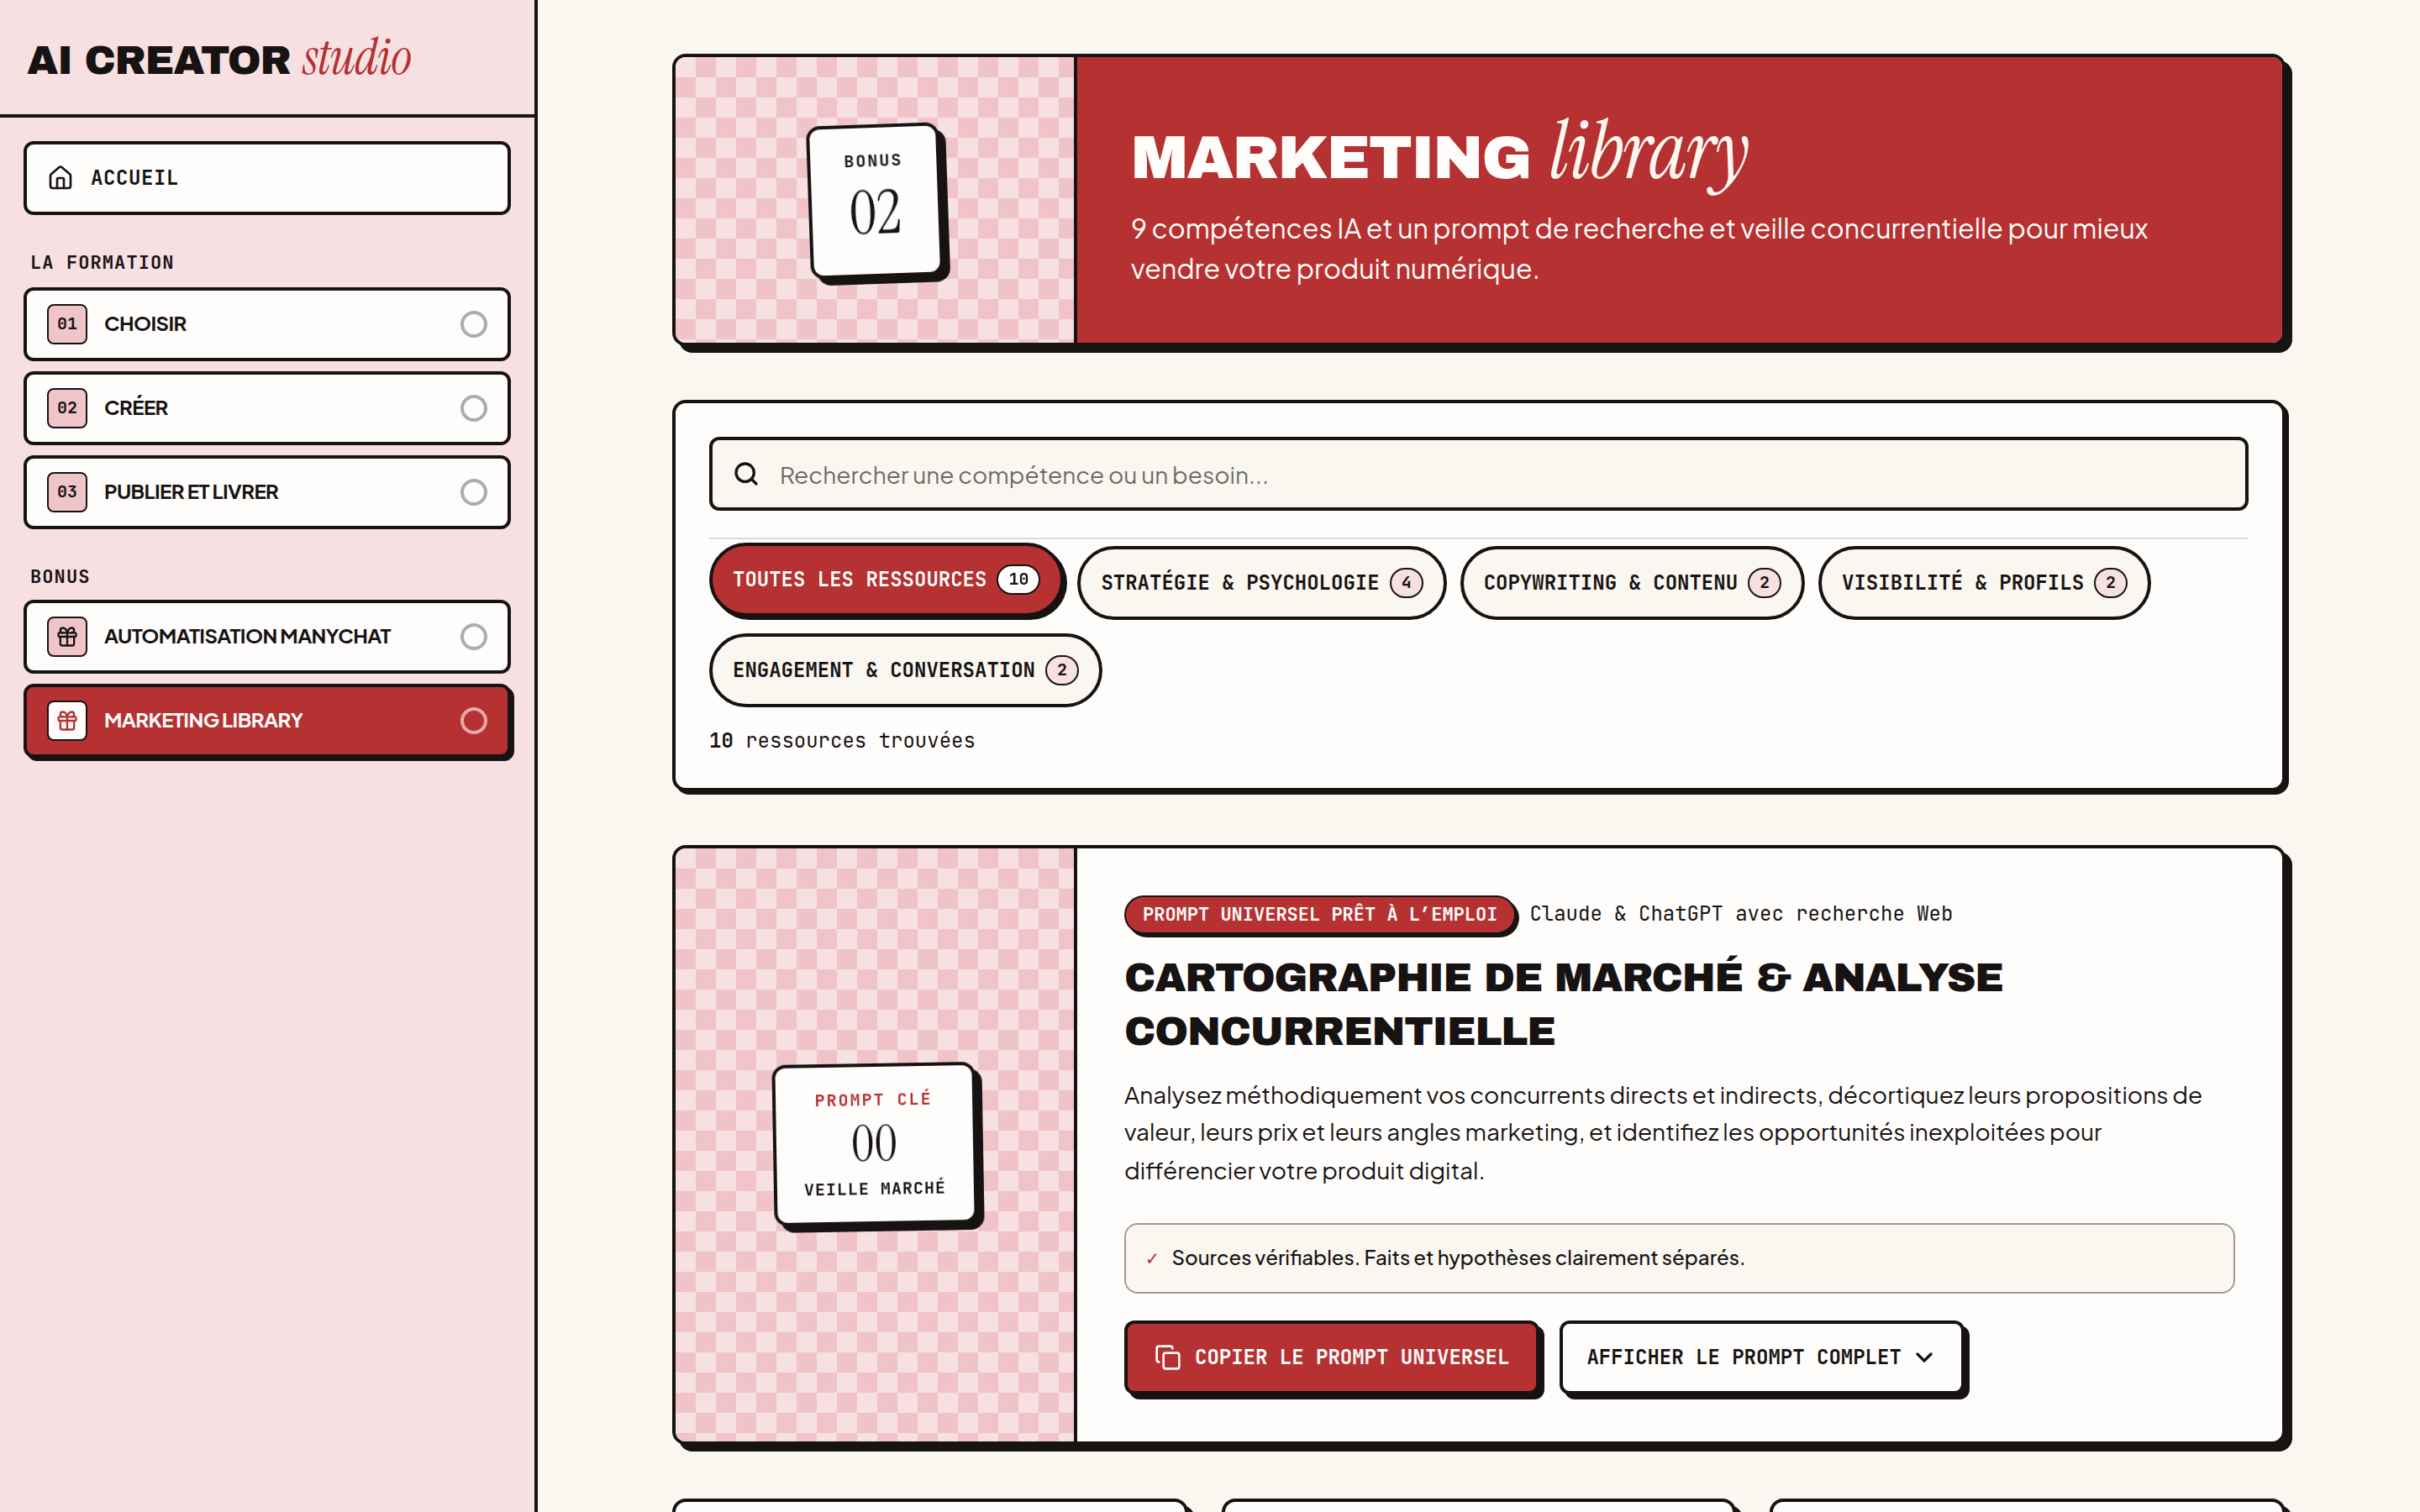 AI CREATOR studio
ACCUEIL
LA FORMATION
01 CHOISIR
02 CRÉER
03 PUBLIER ET LIVRER
BONUS
AUTOMATISATION MANYCHAT
MARKETING LIBRARY
BONUS
02
MARKETING library
9 compétences IA et un prompt de recherche et veille concurrentielle pour mieux
vendre votre produit numérique.
Rechercher une compétence ou un besoin...
TOUTES LES RESSOURCES 10
STRATÉGIE & PSYCHOLOGIE 4
COPYWRITING & CONTENU 2
VISIBILITÉ & PROFILS 2
ENGAGEMENT & CONVERSATION 2
10 ressources trouvées
PROMPT CLÉ
00
VEILLE MARCHÉ
PROMPT UNIVERSEL PRÊT À L’EMPLOI Claude & ChatGPT avec recherche Web
CARTOGRAPHIE DE MARCHÉ & ANALYSE
CONCURRENTIELLE
Analysez méthodiquement vos concurrents directs et indirects, décortiquez leurs propositions de
valeur, leurs prix et leurs angles marketing, et identifiez les opportunités inexploitées pour
différencier votre produit digital.
✓ Sources vérifiables. Faits et hypothèses clairement séparés.
COPIER LE PROMPT UNIVERSEL
AFFICHER LE PROMPT COMPLET